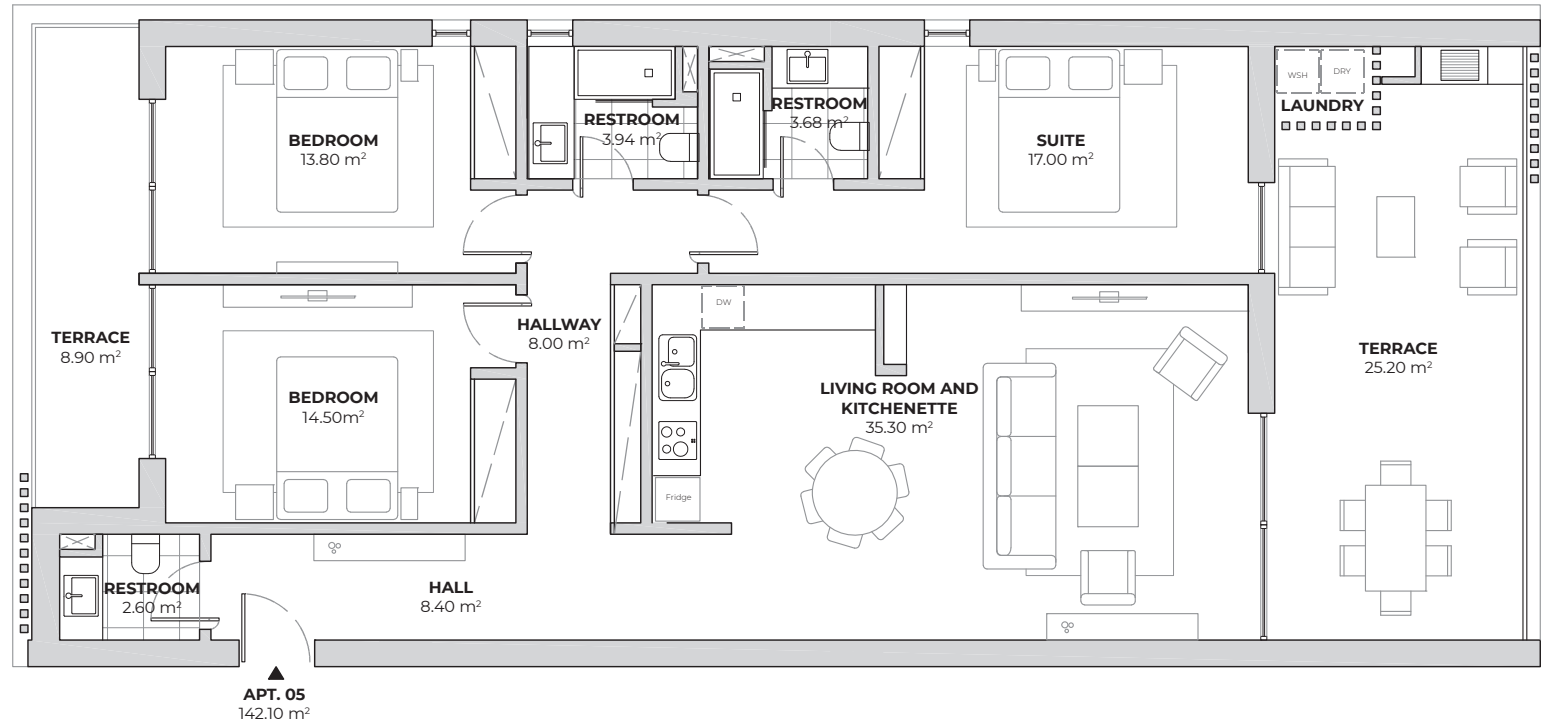 WSH
DRY
LAUNDRY
RESTROOM
3.94 m²
RESTROOM
3.68 m²
BEDROOM
13.80 m²
SUITE
17.00 m²
DW
HALLWAY
8.00 m²
TERRACE
8.90 m²
TERRACE
25.20 m²
BEDROOM
14.50m²
LIVING ROOM AND
KITCHENETTE
35.30 m²
Fridge
RESTROOM
2.60 m²
HALL
8.40 m²
APT. 05
142.10 m²